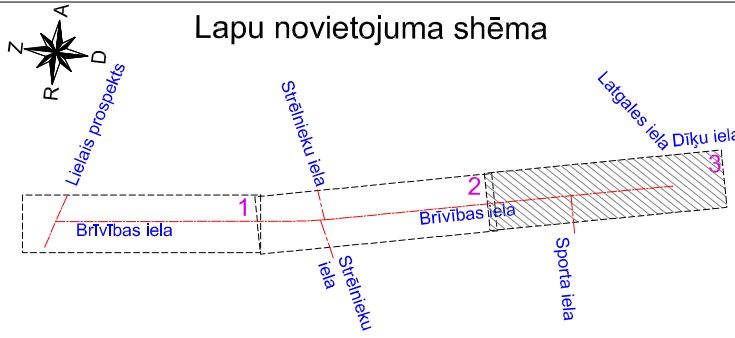 Lapu novietojuma shēma
A
Z
D
R
Lielais prospekts
Strēlnieku iela
Latgales iela
Dīķu iela
1
2
3
Brīvības iela
Brīvības iela
Strēlnieku
iela
Sporta iela